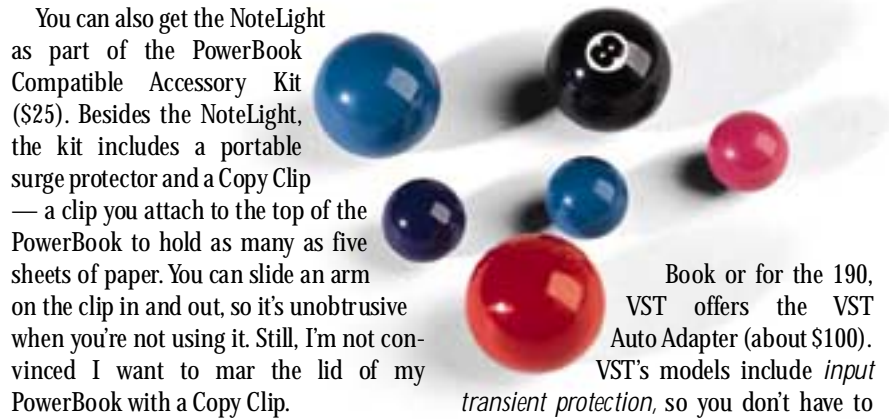 You can also get the NoteLight
as part of the PowerBook
Compatible Accessory Kit
($25). Besides the NoteLight,
the kit includes a portable
surge protector and a Copy Clip
— a clip you attach to the top of the
PowerBook to hold as many as five
sheets of paper. You can slide an arm
on the clip in and out, so it's unobtrusive
when you're not using it. Still, I'm not con-
vinced I want to mar the lid of my
PowerBook with a Copy Clip.
8
Book or for the 190,
VST offers the VST
Auto Adapter (about $100).
VST's models include input
transient protection, so you don't have to